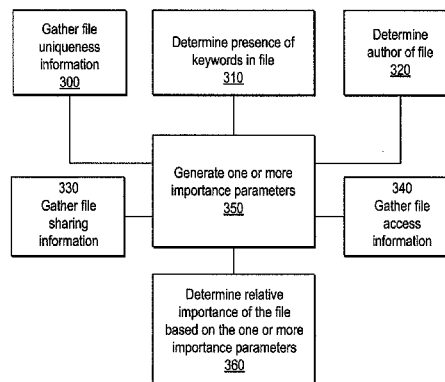 Gather file
uniqueness
information
300
Determine presence of
keywords in file
310
Determine
author of file
320
Generate one or more
importance parameters
350
330
Gather file
sharing
information
340
Gather file
access
information
Determine relative
importance of the file
based on the one or more
importance parameters
360